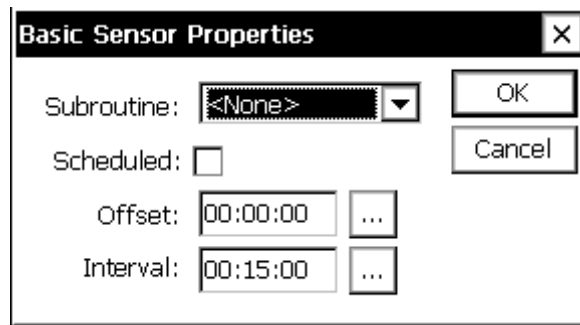 Basic Sensor Properties
Subroutine: <None>
OK
Scheduled:
Cancel
Offset: 00:00:00 ...
Interval: 00:15:00 ...